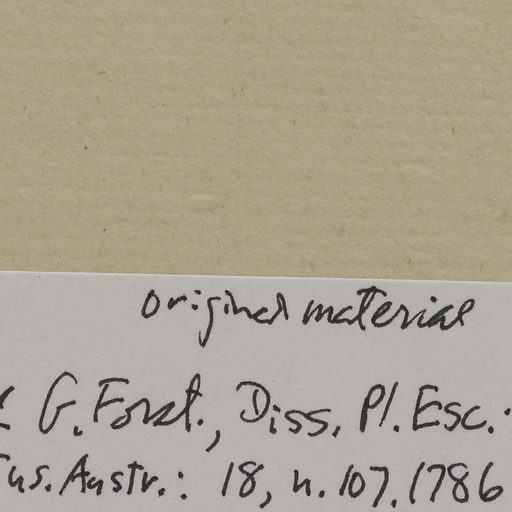 original material
G. Forst., Diss. Pl. Esc.
Ins. Austr.: 18, n. 107. 1786